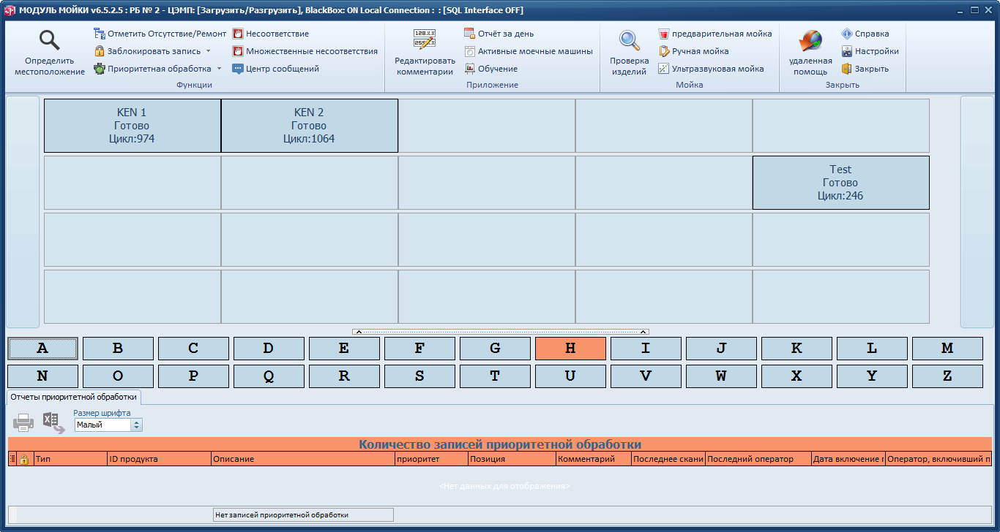 МОДУЛЬ МОЙКИ v6.5.2.5 : РБ № 2 - ЦЭМП: [Загрузить/Разгрузить], BlackBox: ON Local Connection : : [SQL Interface OFF]
Определить
местоположение
Отметить Отсутствие/Ремонт
Заблокировать запись
Приоритетная обработка
Несоответствие
Множественные несоответствия
Центр сообщений
Функции
128.X.X
255.X.X
Редактировать
комментарии
Отчёт за день
Активные моечные машины
Обучение
Приложение
Проверка
изделий
предварительная мойка
Ручная мойка
Ультразвуковая мойка
Мойка
удаленная
помощь
Справка
Настройки
Закрыть
Закрыть
KEN 1
Готово
Цикл:974
KEN 2
Готово
Цикл:1064
Test
Готово
Цикл:246
A B C D E F G H I J K L M
N O P Q R S T U V W X Y Z
Отчеты приоритетной обработки
Размер шрифта
Малый
Количество записей приоритетной обработки
Тип ID продукта Описание приоритет Позиция Комментарий Последнее скани Последний оператор Дата включение г Оператор, включивший п
<Нет данных для отображения>
Нет записей приоритетной обработки